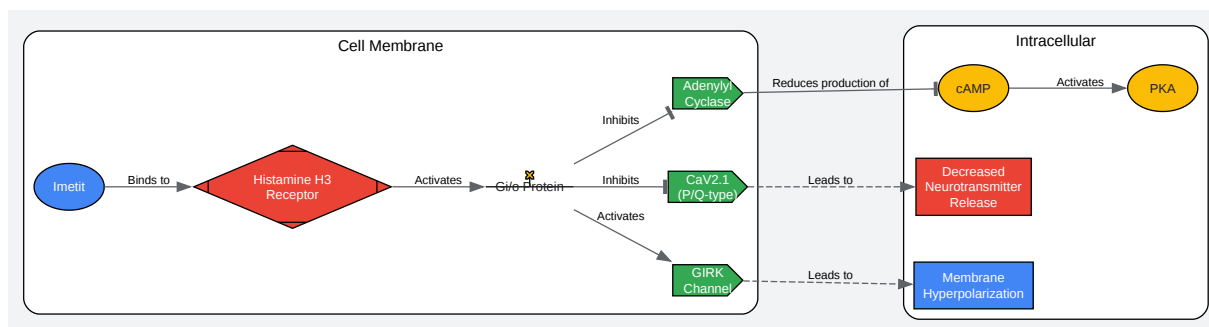 Cell Membrane
Intracellular
Imetit
Binds to
Histamine H3
Receptor
Activates
Gi/o Protein
Inhibits
Adenylyl
Cyclase
Reduces production of
cAMP
Activates
PKA
Inhibits
CaV2.1
(P/Q-type)
Leads to
Decreased
Neurotransmitter
Release
Activates
GIRK
Channel
Leads to
Membrane
Hyperpolarization